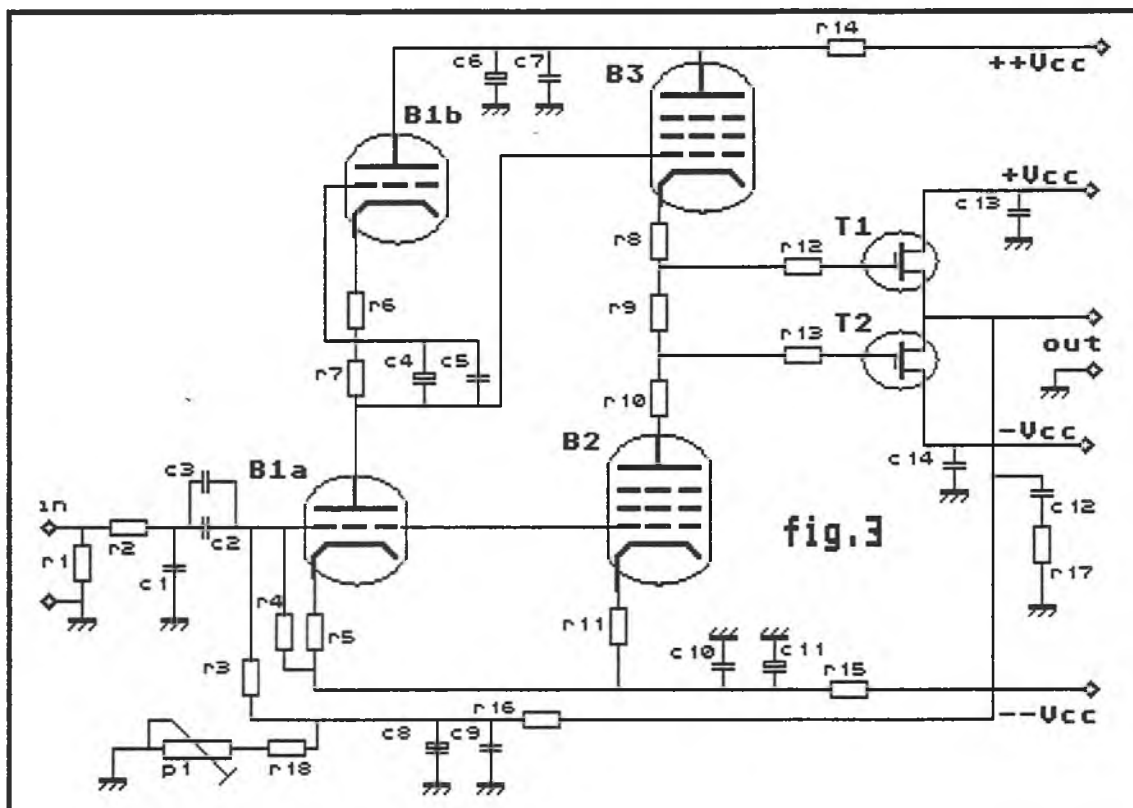 r14
++Vcc
c6
c7
B3
B1b
+Vcc
c13
T1
r8
r12
r6
r9
T2
r13
out
r7
c4
c5
r10
-Vcc
B2
c14
B1a
c3
in
r2
c2
c12
fig.3
r1
c1
r17
r4
r5
r11
c10
c11
r3
r15
r16
--Vcc
c8
c9
p1
r18